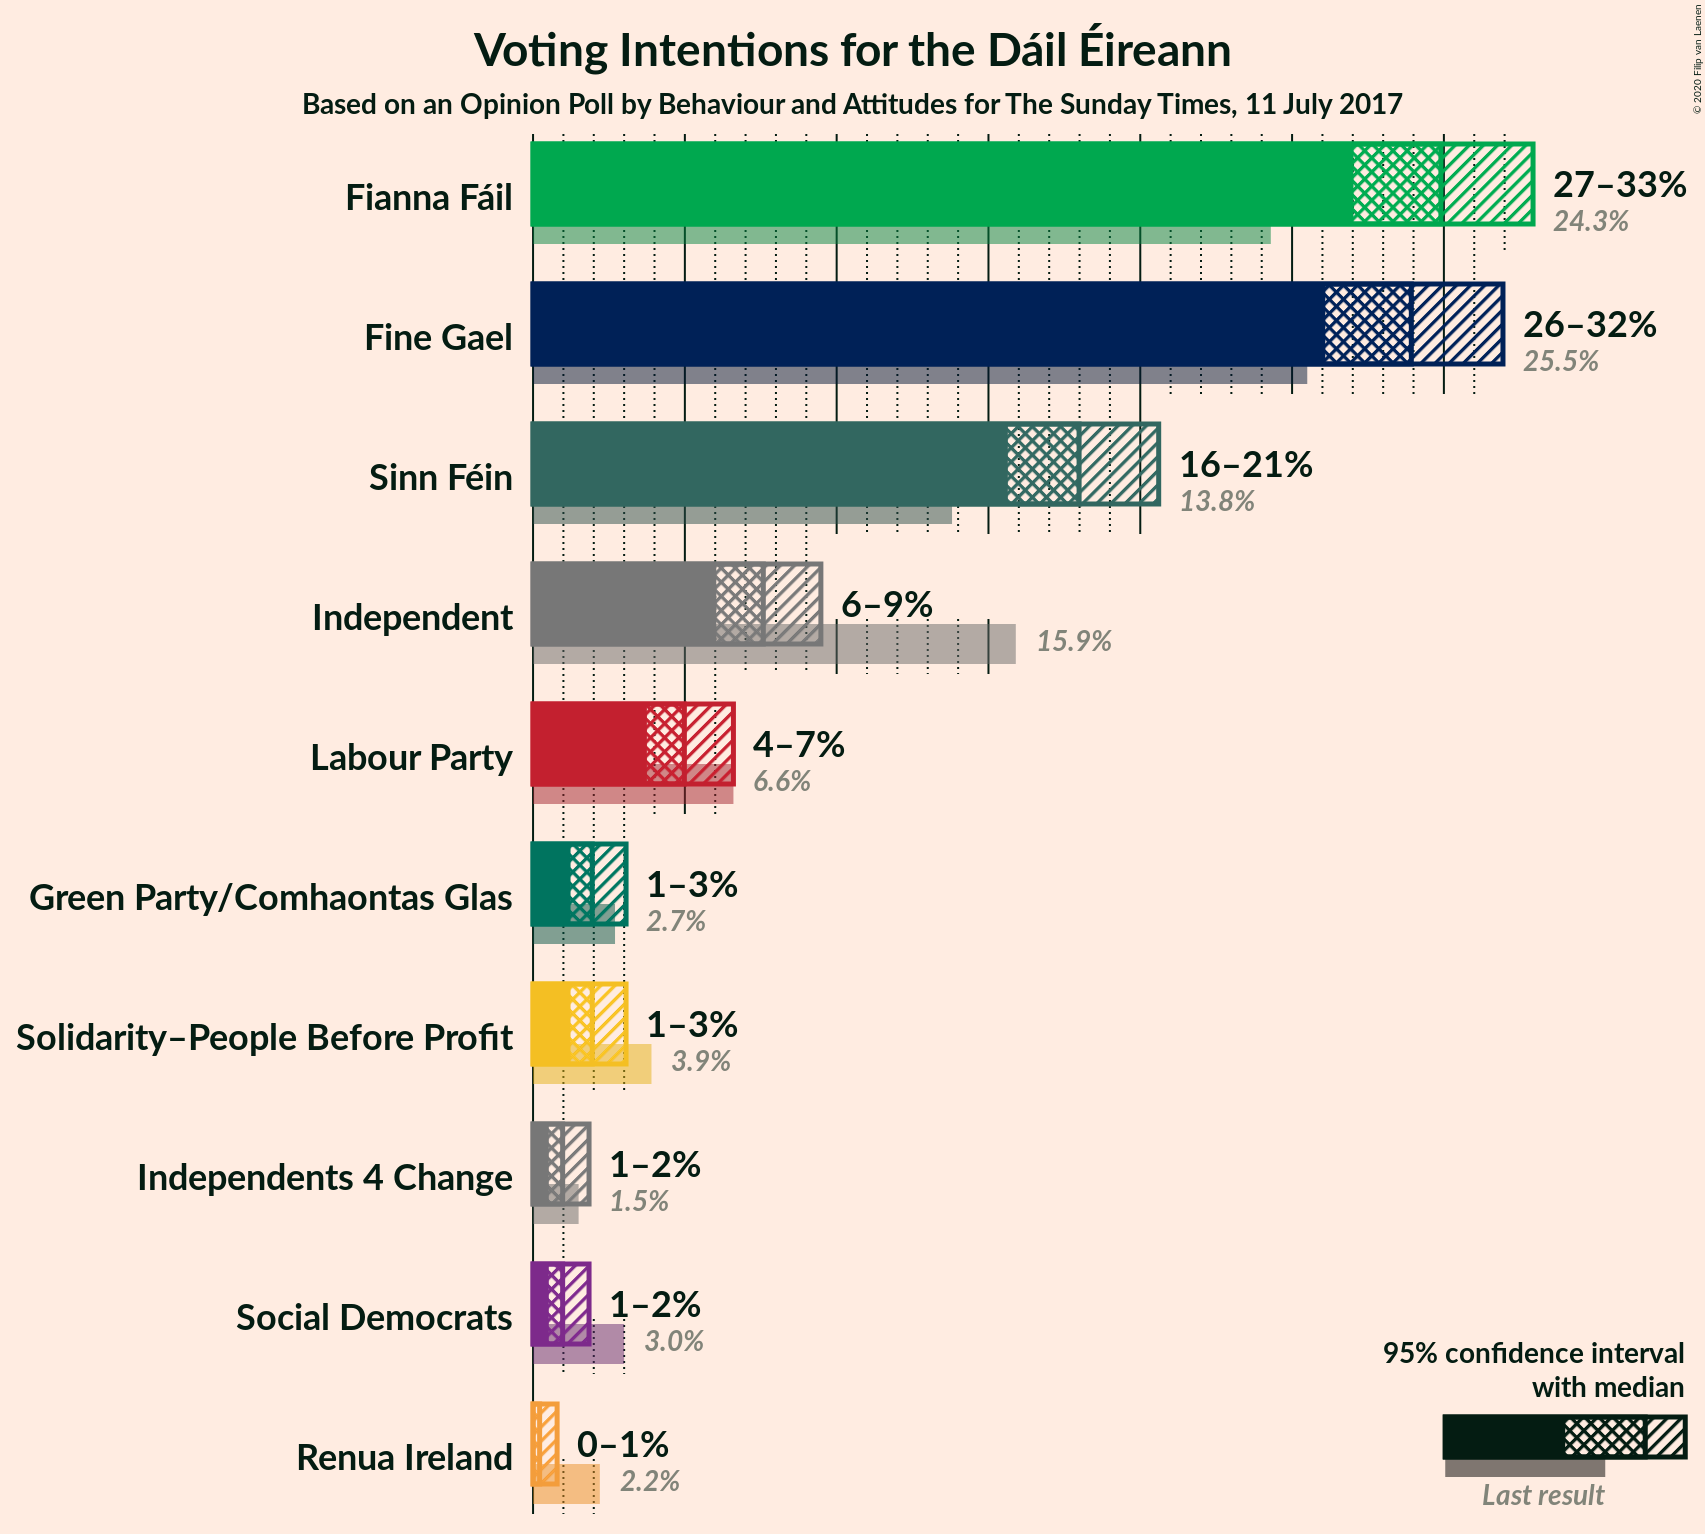 Voting Intentions for the Dáil Éireann
Based on an Opinion Poll by Behaviour and Attitudes for The Sunday Times, 11 July 2017
© 2020 Filip van Laenen
Fianna Fáil
27–33%
24.3%
Fine Gael
26–32%
25.5%
Sinn Féin
16–21%
13.8%
Independent
6–9%
15.9%
Labour Party
4–7%
6.6%
Green Party/Comhaontas Glas
1–3%
2.7%
Solidarity–People Before Profit
1–3%
3.9%
Independents 4 Change
1–2%
1.5%
Social Democrats
1–2%
3.0%
Renua Ireland
0–1%
2.2%
95% confidence interval
with median
Last result